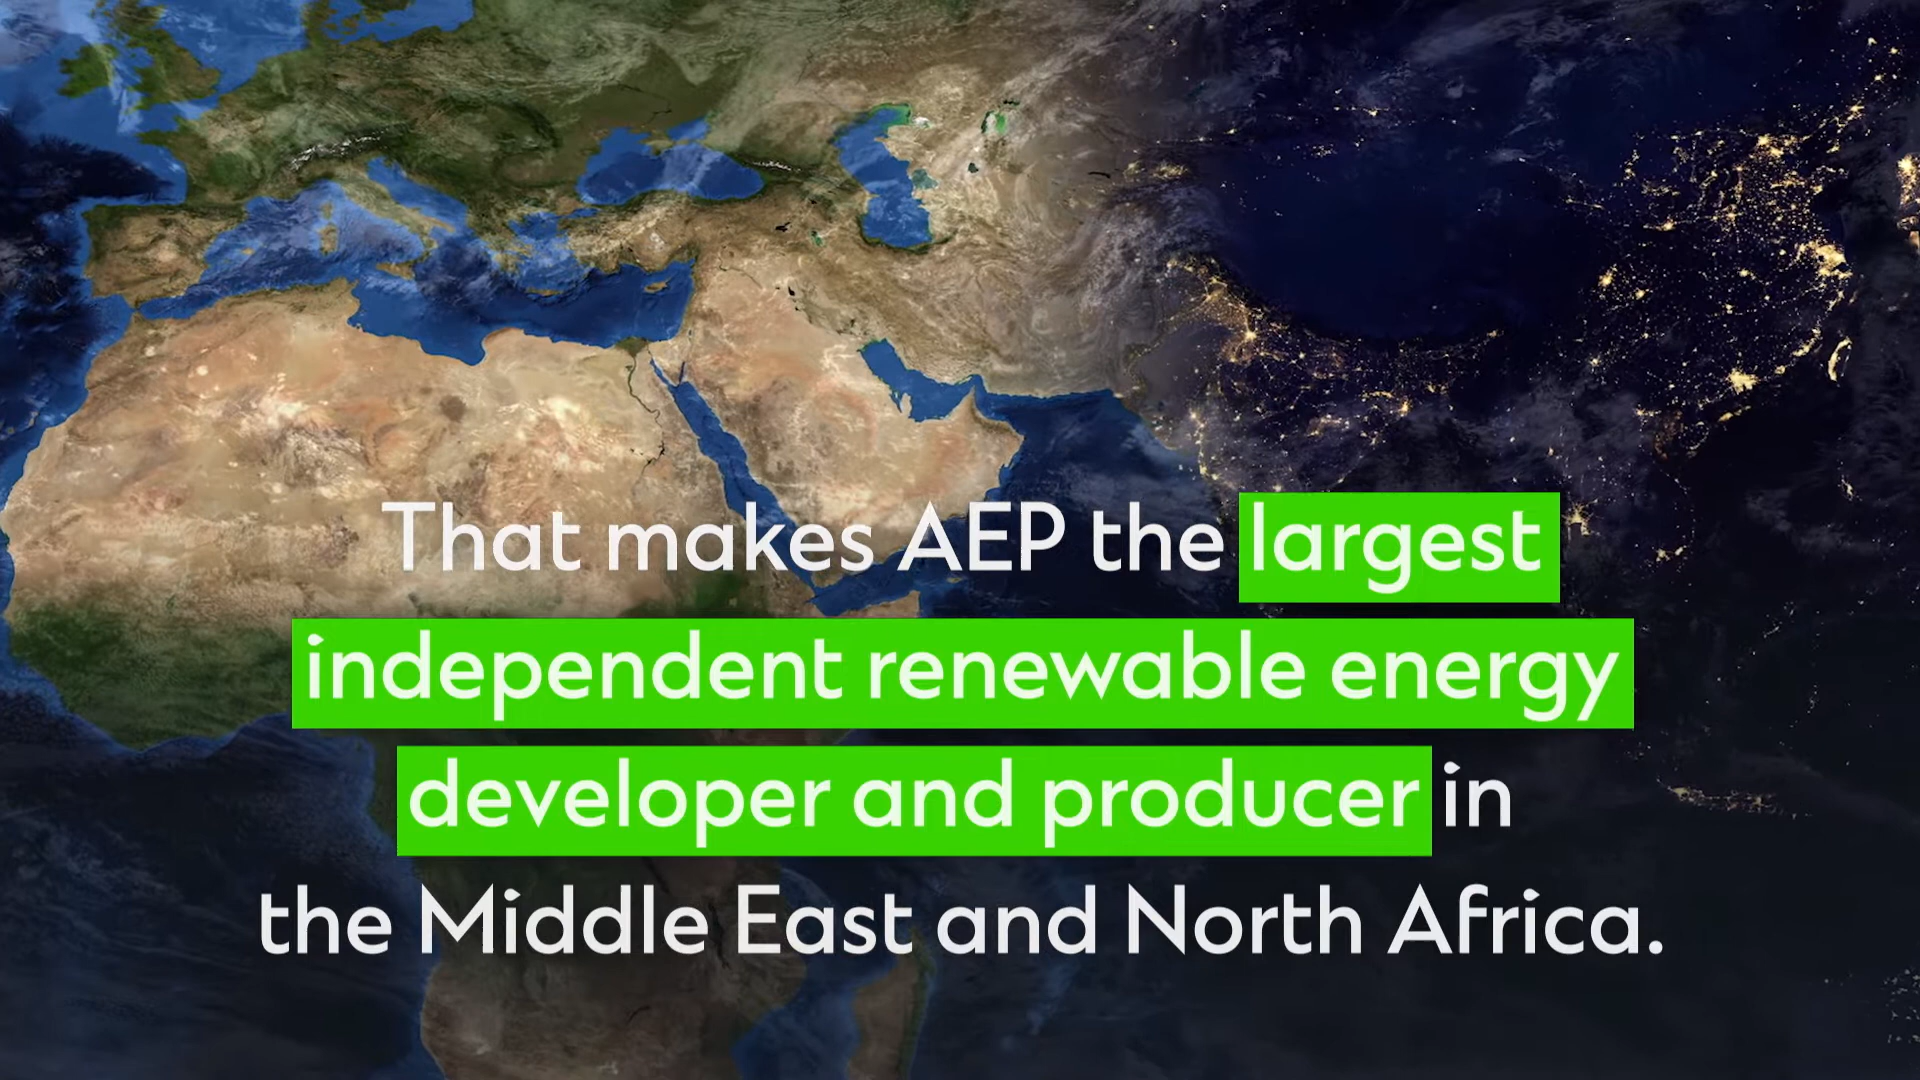 That makes AEP the largest
independent renewable energy
developer and producer in
the Middle East and North Africa.